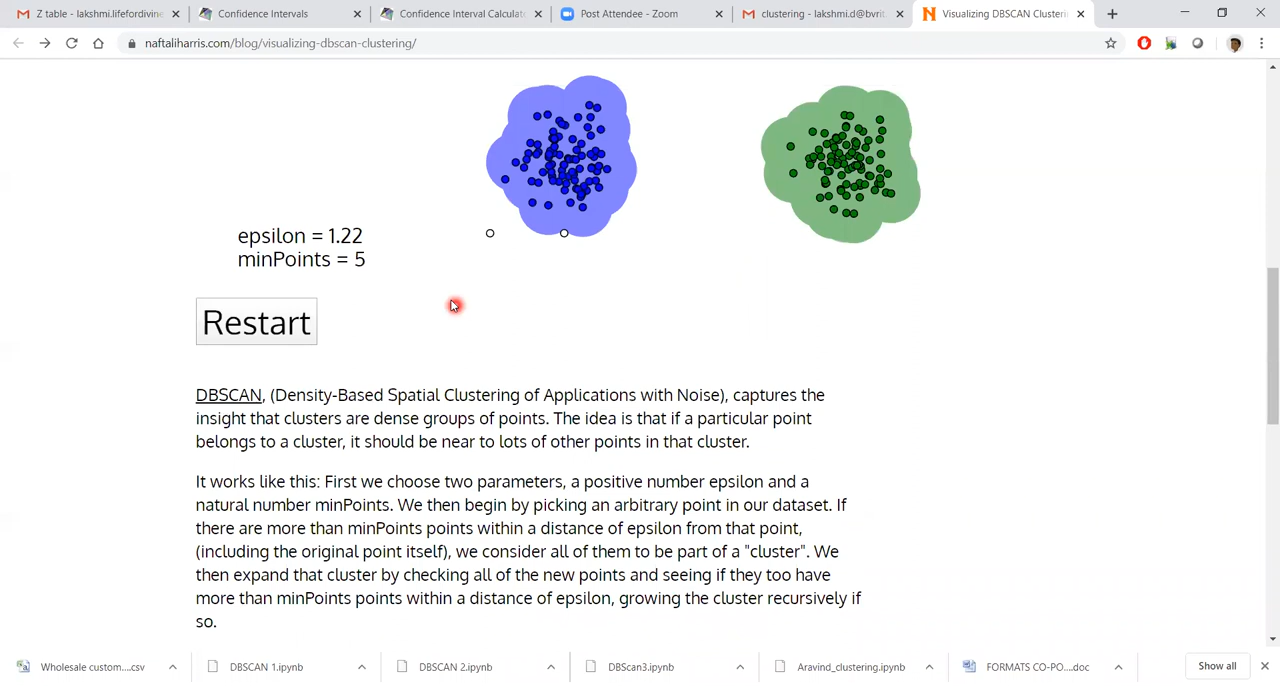 Z table - lakshmi.lifefordivine
Confidence Intervals
Confidence Interval Calculat
Post Attendee - Zoom
clustering - lakshmi.d@bvrit
Visualizing DBSCAN Clusteri
naftaliharris.com/blog/visualizing-dbscan-clustering/
epsilon = 1.22
minPoints = 5
Restart
DBSCAN, (Density-Based Spatial Clustering of Applications with Noise), captures the
insight that clusters are dense groups of points. The idea is that if a particular point
belongs to a cluster, it should be near to lots of other points in that cluster.
It works like this: First we choose two parameters, a positive number epsilon and a
natural number minPoints. We then begin by picking an arbitrary point in our dataset. If
there are more than minPoints points within a distance of epsilon from that point,
(including the original point itself), we consider all of them to be part of a "cluster". We
then expand that cluster by checking all of the new points and seeing if they too have
more than minPoints points within a distance of epsilon, growing the cluster recursively if
so.
Wholesale custom....csv
DBSCAN 1.ipynb
DBSCAN 2.ipynb
DBScan3.ipynb
Aravind_clustering.ipynb
FORMATS CO-PO....doc
Show all